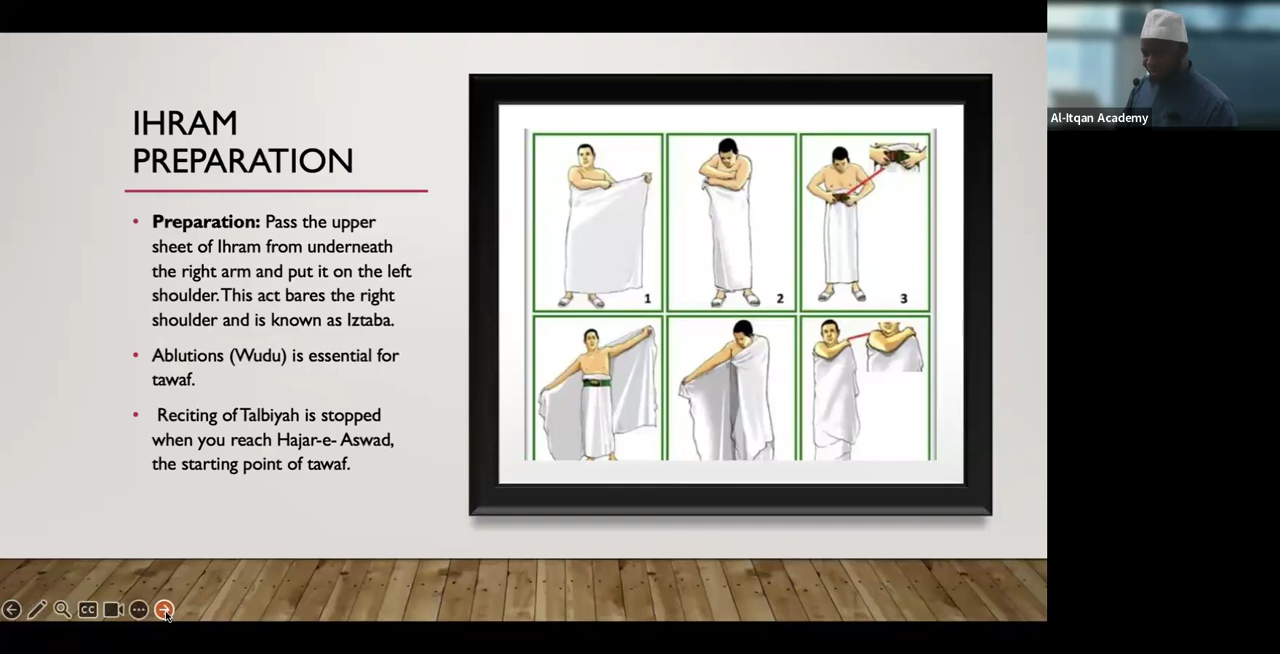 IHRAM
PREPARATION
• Preparation: Pass the upper
sheet of Ihram from underneath
the right arm and put it on the left
shoulder. This act bares the right
shoulder and is known as Iztaba.
• Ablutions (Wudu) is essential for
tawaf.
• Reciting of Talbiyah is stopped
when you reach Hajar-e- Aswad,
the starting point of tawaf.
1
2
3
Al-Itqan Academy
CC